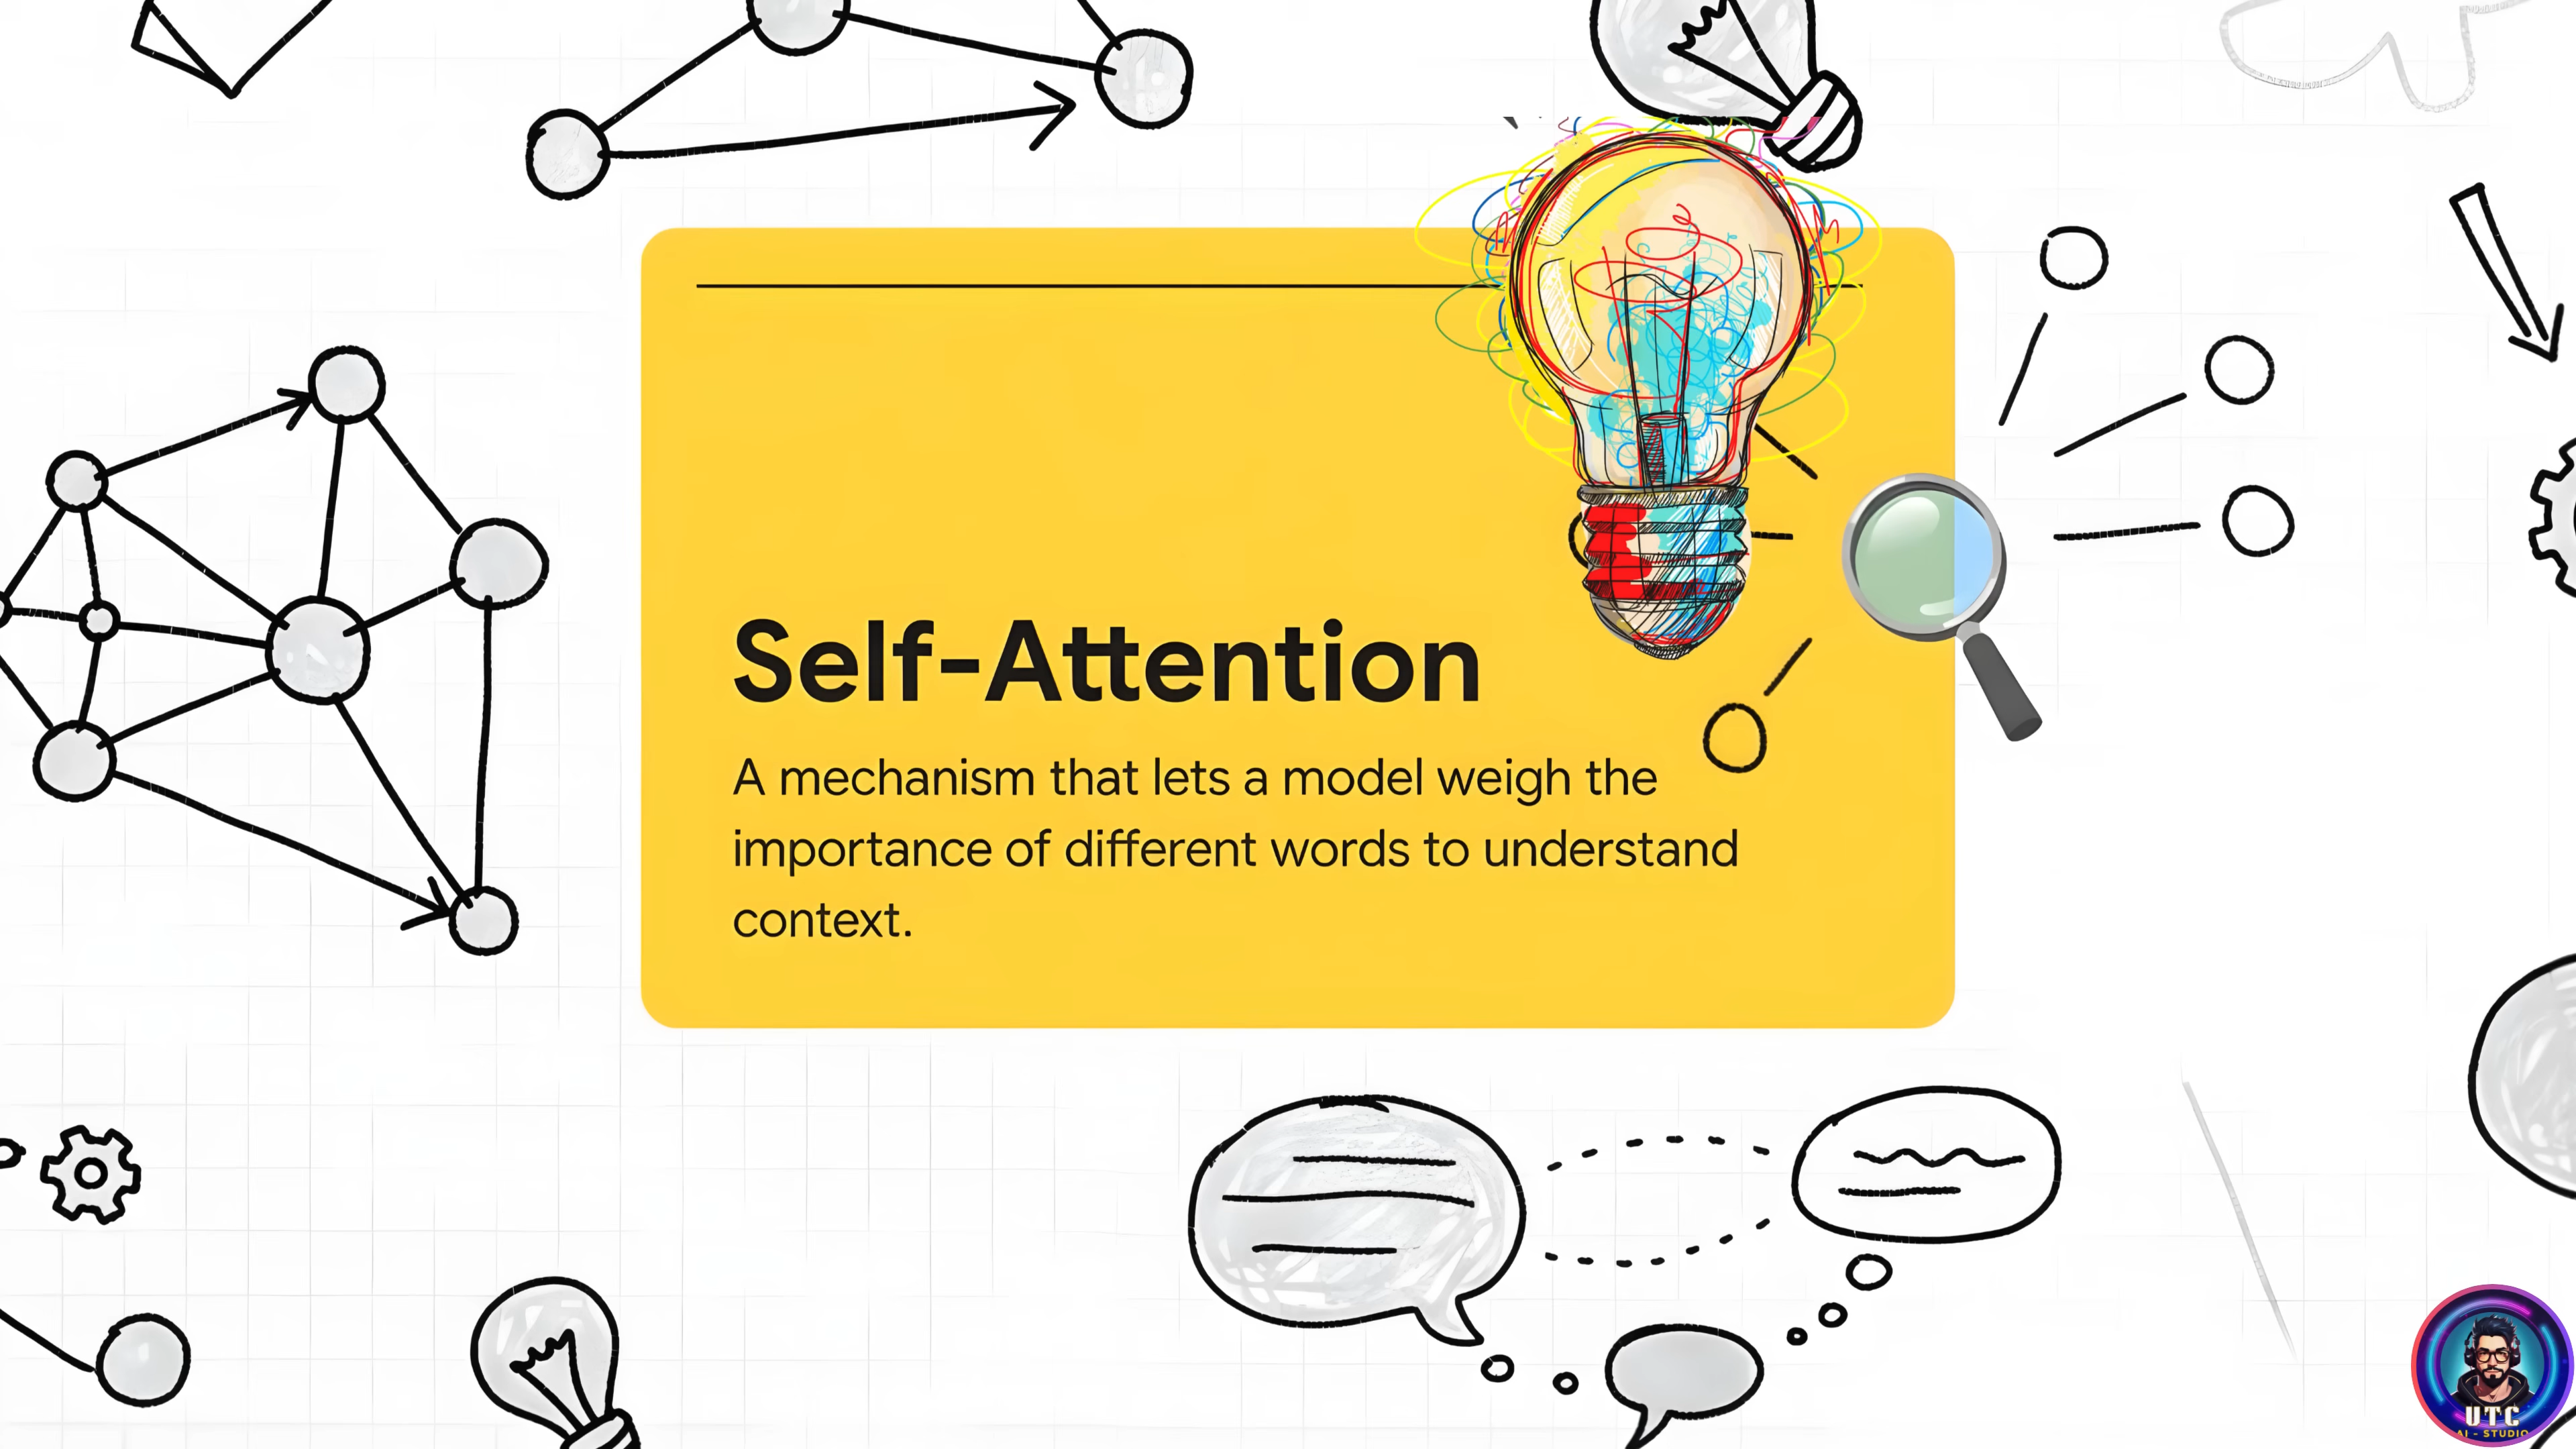 Self-Attention
A mechanism that lets a model weigh the
importance of different words to understand
context.
UTC
AI - STUDIO